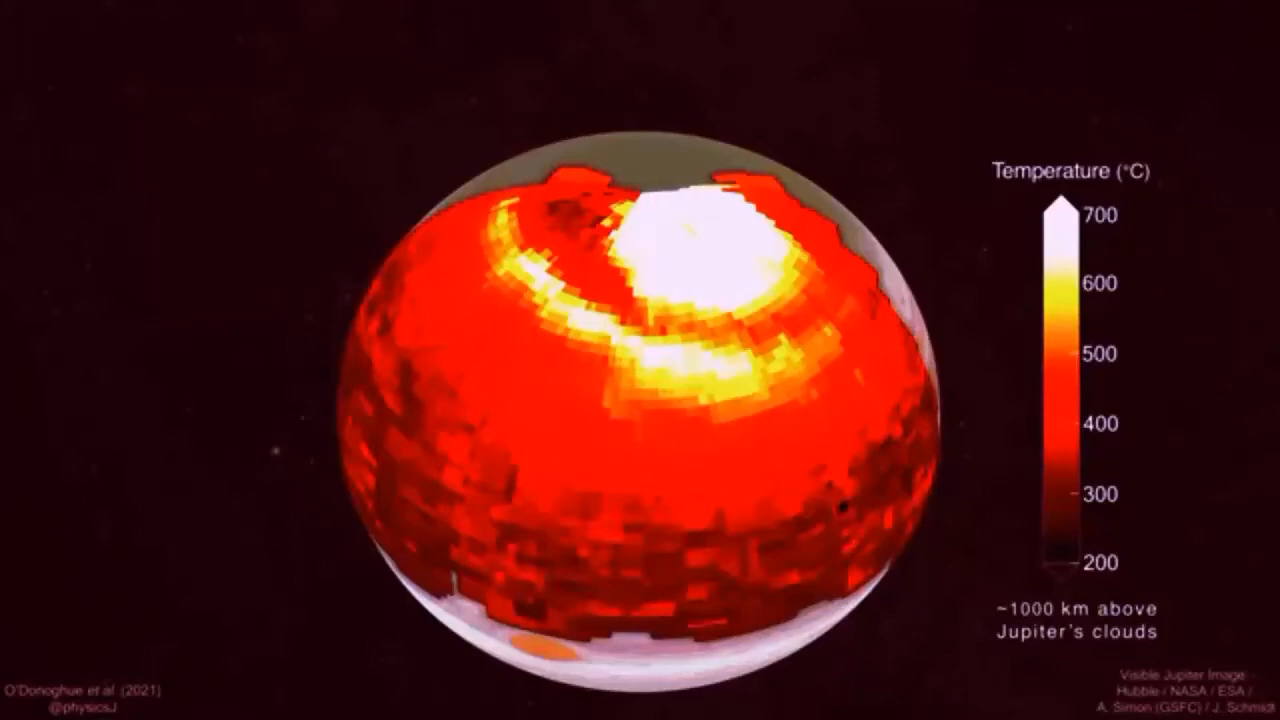 Temperature (°C)
700
600
500
400
300
200
~1000 km above
Jupiter's clouds
O'Donoghue et al. (2021)
@physicsJ
Visible Jupiter Image:
Hubble / NASA / ESA /
A. Simon (GSFC) / J. Schmidt